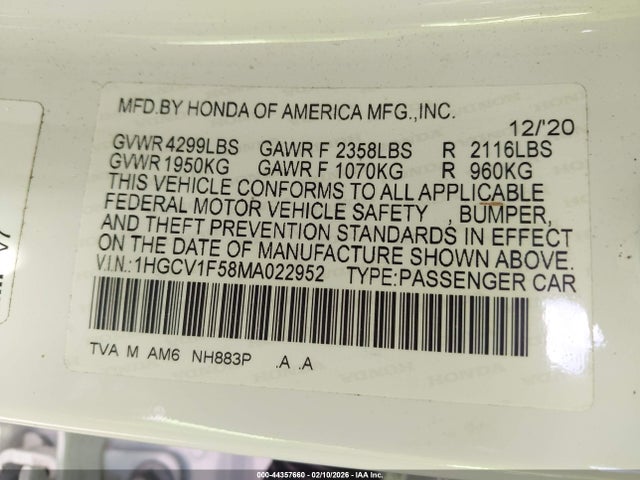 MFD.BY HONDA OF AMERICA MFG.,INC.
12/'20
GVWR 4299LBS GAWR F 2358LBS R 2116LBS
GVWR 1950KG GAWR F 1070KG R 960KG
THIS VEHICLE CONFORMS TO ALL APPLICABLE
FEDERAL MOTOR VEHICLE SAFETY , BUMPER,
AND THEFT PREVENTION STANDARDS IN EFFECT
ON THE DATE OF MANUFACTURE SHOWN ABOVE.
V.I.N.: 1HGCV1F58MA022952 TYPE:PASSENGER CAR
TVA M AM6 NH883P .A .A
000-44357660 - 02/10/2026 - IAA Inc.